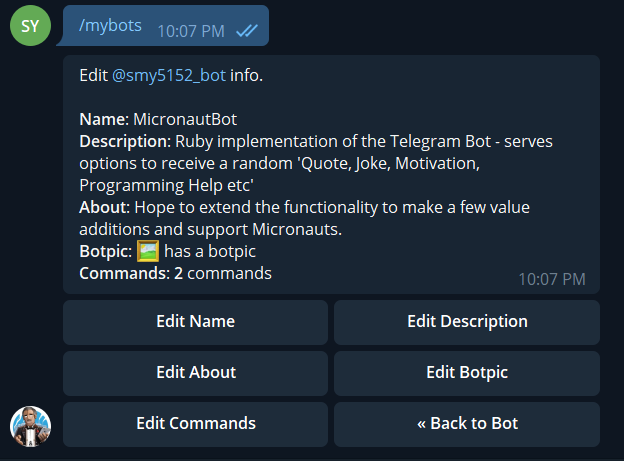 SY
/mybots
10:07 PM
Edit @smy5152_bot info.
Name: MicronautBot
Description: Ruby implementation of the Telegram Bot - serves
options to receive a random 'Quote, Joke, Motivation,
Programming Help etc'
About: Hope to extend the functionality to make a few value
additions and support Micronauts.
Botpic: 🖼 has a botpic
Commands: 2 commands
10:07 PM
Edit Name
Edit Description
Edit About
Edit Botpic
Edit Commands
« Back to Bot